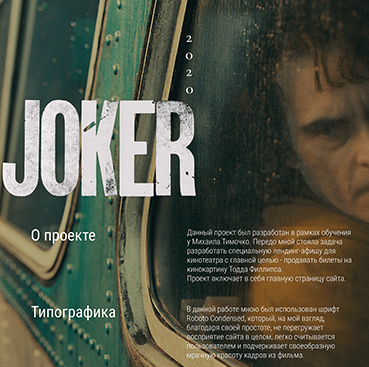 2020
JOKER
О проекте
Данный проект был разработан в рамках обучения
у Михаила Тимочко. Передо мной стояла задача
разработать специальную лендинг-афишу для
кинотеатра с главной целью - продавать билеты на
кинокартину Тодда Филлипса.
Проект включает в себя главную страницу сайта.
Типографика
В данной работе мною был использован шрифт
Roboto Condensed, который, на мой взгляд,
благодаря своей простоте, не перегружает
восприятие сайта в целом, легко считывается
пользователем и подчеркивает своеобразную
мрачную красоту кадров из фильма.